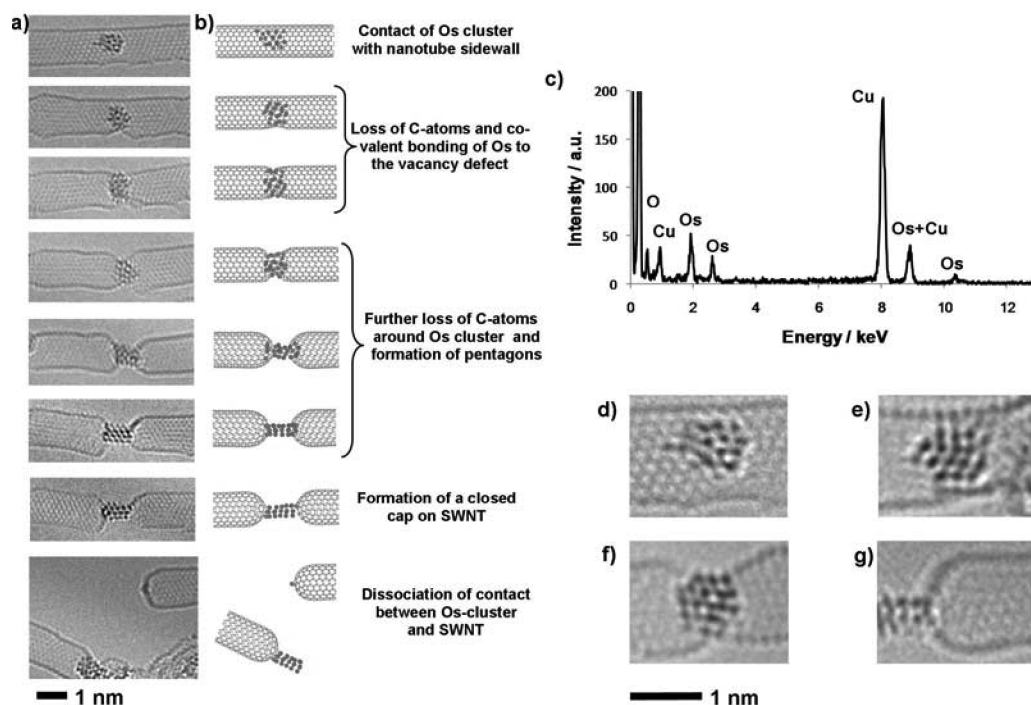 a)
b)
Contact of Os cluster
with nanotube sidewall
Loss of C-atoms and co-
valent bonding of Os to
the vacancy defect
Further loss of C-atoms
around Os cluster and
formation of pentagons
Formation of a closed
cap on SWNT
Dissociation of contact
between Os-cluster
and SWNT
1 nm
c)
Intensity / a.u.
200
150
100
50
0
0
2
4
6
8
10
12
Energy / keV
O
Cu
Os
Os
Cu
Os+Cu
Os
d)
e)
f)
g)
1 nm